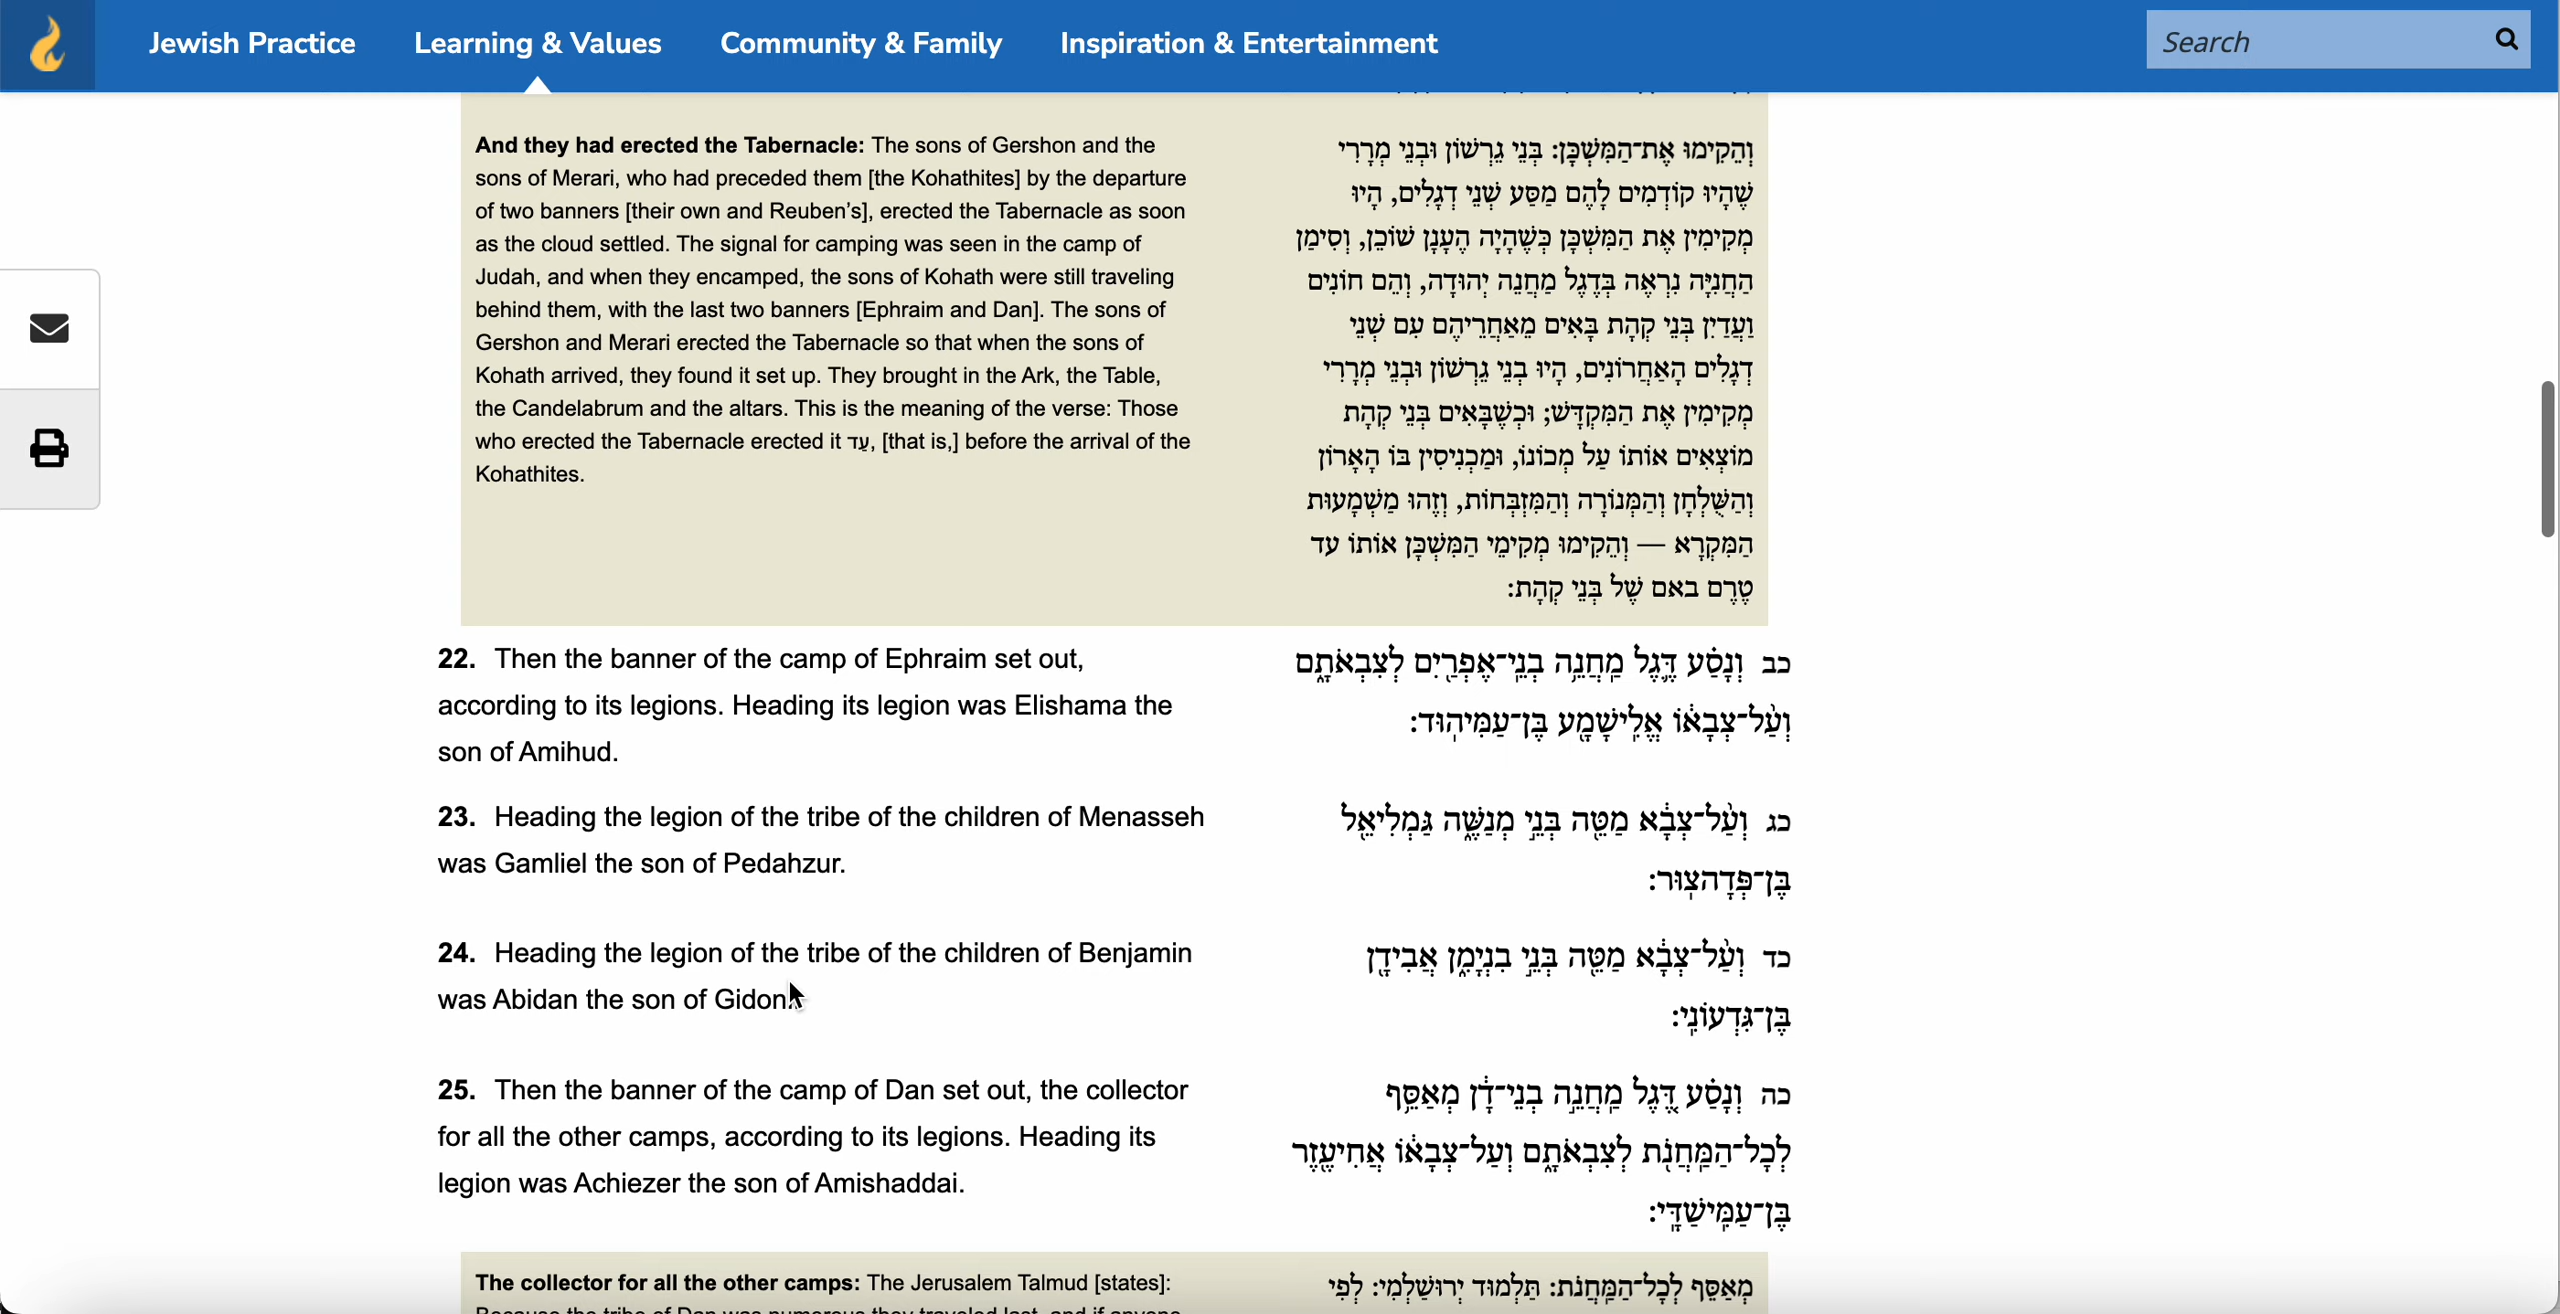 Jewish Practice Learning & Values Community & Family Inspiration & Entertainment Search
And they had erected the Tabernacle: The sons of Gershon and the
sons of Merari, who had preceded them [the Kohathites] by the departure
of two banners [their own and Reuben's], erected the Tabernacle as soon
as the cloud settled. The signal for camping was seen in the camp of
Judah, and when they encamped, the sons of Kohath were still traveling
behind them, with the last two banners [Ephraim and Dan]. The sons of
Gershon and Merari erected the Tabernacle so that when the sons of
Kohath arrived, they found it set up. They brought in the Ark, the Table,
the Candelabrum and the altars. This is the meaning of the verse: Those
who erected the Tabernacle erected it עַד, [that is,] before the arrival of the
Kohathites.
וְהֵקִימוּ אֶת־הַמִּשְׁכָּן: בְּנֵי גֵרְשׁוֹן וּבְנֵי מְרָרִי
שֶׁהָיוּ קוֹדְמִים לָהֶם מַסַּע שְׁנֵי דְגָלִים, הָיוּ
מְקִימִין אֶת הַמִּשְׁכָּן כְּשֶׁהָיָה הֶעָנָן שׁוֹכֵן, וְסִימַן
הַחֲנִיָּה נִרְאֶה בְּדֶגֶל מַחֲנֵה יְהוּדָה, וְהֵם חוֹנִים
וַעֲדַיִן בְּנֵי קְהָת בָּאִים מֵאַחֲרֵיהֶם עִם שְׁנֵי
דְגָלִים הָאַחֲרוֹנִים, הָיוּ בְנֵי גֵרְשׁוֹן וּבְנֵי מְרָרִי
מְקִימִין אֶת הַמִּקְדָּשׁ; וּכְשֶׁבָּאִים בְּנֵי קְהָת
מוֹצְאִים אוֹתוֹ עַל מְכוֹנוֹ, וּמַכְנִיסִין בּוֹ הָאָרוֹן
וְהַשֻּׁלְחָן וְהַמְּנוֹרָה וְהַמִּזְבְּחוֹת, וְזֶהוּ מַשְׁמָעוּת
הַמִּקְרָא — וְהֵקִימוּ מְקִימֵי הַמִּשְׁכָּן אוֹתוֹ עד
טֶרֶם באם שֶׁל בְּנֵי קְהָת:
22. Then the banner of the camp of Ephraim set out,
according to its legions. Heading its legion was Elishama the
son of Amihud.
כב וְנָסַ֗ע דֶּ֛גֶל מַֽחֲנֵ֥ה בְנֵֽי־אֶפְרַ֖יִם לְצִבְאֹתָ֑ם
וְעַ֨ל־צְבָא֔וֹ אֱלִֽישָׁמָ֖ע בֶּן־עַמִּיהֽוּד:
23. Heading the legion of the tribe of the children of Menasseh
was Gamliel the son of Pedahzur.
כג וְעַ֨ל־צְבָ֔א מַטֵּ֖ה בְּנֵ֣י מְנַשֶּׁ֑ה גַּמְלִיאֵ֖ל
בֶּן־פְּדָהצֽוּר:
24. Heading the legion of the tribe of the children of Benjamin
was Abidan the son of Gidoni.
כד וְעַ֨ל־צְבָ֔א מַטֵּ֖ה בְּנֵ֣י בִנְיָמִ֑ן אֲבִידָ֖ן
בֶּן־גִּדְעוֹנִֽי:
25. Then the banner of the camp of Dan set out, the collector
for all the other camps, according to its legions. Heading its
legion was Achiezer the son of Amishaddai.
כה וְנָסַ֗ע דֶּ֚גֶל מַֽחֲנֵ֣ה בְנֵי־דָ֔ן מְאַסֵּ֥ף
לְכָל־הַמַּֽחֲנֹ֖ת לְצִבְאֹתָ֑ם וְעַל־צְבָא֔וֹ אֲחִיעֶ֖זֶר
בֶּן־עַמִּֽישַׁדָּֽי:
The collector for all the other camps: The Jerusalem Talmud [states]:
מְאַסֵּף לְכָל־הַמַּֽחֲנֹת: תַּלְמוּד יְרוּשַׁלְמִי: לְפִי